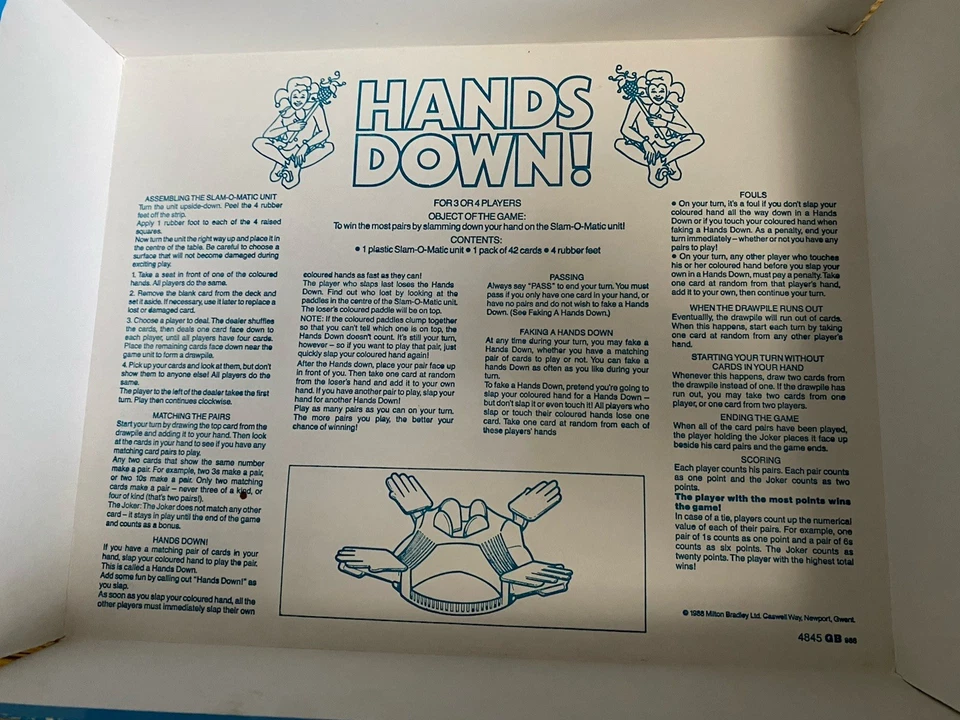 HANDS
DOWN!
FOR 3 OR 4 PLAYERS
OBJECT OF THE GAME:
To win the most pairs by slamming down your hand on the Slam-O-Matic unit!
CONTENTS:
● 1 plastic Slam-O-Matic unit ● 1 pack of 42 cards ● 4 rubber feet
ASSEMBLING THE SLAM-O-MATIC UNIT
Turn the unit upside-down. Peel the 4 rubber
feet off the strip.
Apply 1 rubber foot to each of the 4 raised
squares.
Now turn the unit the right way up and place it in
the centre of the table. Be careful to choose a
surface that will not become damaged during
exciting play.
1. Take a seat in front of one of the coloured
hands. All players do the same.
2. Remove the blank card from the deck and
set it aside. If necessary, use it later to replace a
lost or damaged card.
3. Choose a player to deal. The dealer shuffles
the cards, then deals one card face down to
each player, until all players have four cards.
Place the remaining cards face down near the
game unit to form a drawpile.
4. Pick up your cards and look at them, but don't
show them to anyone else! All players do the
same.
The player to the left of the dealer takes the first
turn. Play then continues clockwise.
MATCHING THE PAIRS
Start your turn by drawing the top card from the
drawpile and adding it to your hand. Then look
at the cards in your hand to see if you have any
matching card pairs to play.
Any two cards that show the same number
make a pair. For example, two 3s make a pair,
or two 10s make a pair. Only two matching
cards make a pair – never three of a kind, or
four of kind (that's two pairs!).
The Joker: The Joker does not match any other
card – it stays in play until the end of the game
and counts as a bonus.
HANDS DOWN!
If you have a matching pair of cards in your
hand, slap your coloured hand to play the pair.
This is called a Hands Down.
Add some fun by calling out "Hands Down!" as
you slap.
As soon as you slap your coloured hand, all the
other players must immediately slap their own
coloured hands as fast as they can!
The player who slaps last loses the Hands
Down. Find out who lost by looking at the
paddles in the centre of the Slam-O-Matic unit.
The loser's coloured paddle will be on top.
NOTE: If the coloured paddles clump together
so that you can't tell which one is on top, the
Hands Down doesn't count. It's still your turn,
however – so if you want to play that pair, just
quickly slap your coloured hand again!
After the Hands down, place your pair face up
in front of you. Then take one card at random
from the loser's hand and add it to your own
hand. If you have another pair to play, slap your
hand for another Hands Down!
Play as many pairs as you can on your turn.
The more pairs you play, the better your
chance of winning!
PASSING
Always say "PASS" to end your turn. You must
pass if you only have one card in your hand, or
have no pairs and do not wish to fake a Hands
Down. (See Faking A Hands Down.)
FAKING A HANDS DOWN
At any time during your turn, you may fake a
Hands Down, whether you have a matching
pair of cards to play or not. You can fake a
hands Down as often as you like during your
turn.
To fake a Hands Down, pretend you're going to
slap your coloured hand for a Hands Down –
but don't slap it or even touch it! All players who
slap or touch their coloured hands lose one
card. Take one card at random from each of
these players' hands
FOULS
● On your turn, it's a foul if you don't slap your
coloured hand all the way down in a Hands
Down or if you touch your coloured hand when
faking a Hands Down. As a penalty, end your
turn immediately – whether or not you have any
pairs to play!
● On your turn, any other player who touches
his or her coloured hand before you slap your
own in a Hands Down, must pay a penalty. Take
one card at random from that player's hand,
add it to your own, then continue your turn.
WHEN THE DRAWPILE RUNS OUT
Eventuallly, the drawpile will run out of cards.
When this happens, start each turn by taking
one card at random from any other player's
hand.
STARTING YOUR TURN WITHOUT
CARDS IN YOUR HAND
Whenever this happens, draw two cards from
the drawpile instead of one. If the drawpile has
run out, you may take two cards from one
player, or one card from two players.
ENDING THE GAME
When all of the card pairs have been played,
the player holding the Joker places it face up
beside his card pairs and the game ends.
SCORING
Each player counts his pairs. Each pair counts
as one point and the Joker counts as two
points.
The player with the most points wins
the game!
In case of a tie, players count up the numerical
value of each of their pairs. For example, one
pair of 1s counts as one point and a pair of 6s
counts as six points. The Joker counts as
twenty points. The player with the highest total
wins!
© 1988 Milton Bradley Ltd. Caswell Way, Newport, Gwent.
4845 GB